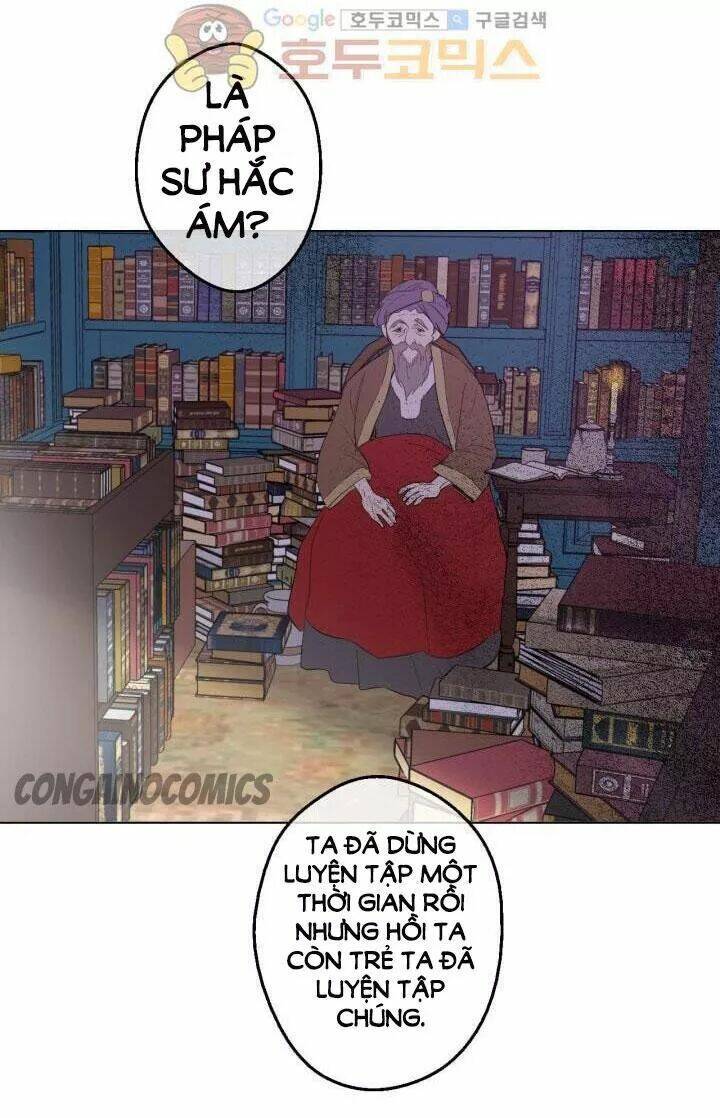 Google 호두코믹스 구글검색
호두코믹스
LÀ
PHÁP
SƯ HẮC
ÁM?
CONGAINOCOMICS
TA ĐÃ DỪNG
LUYỆN TẬP MỘT
THỜI GIAN RỒI
NHƯNG HỒI TA
CÒN TRẺ TA ĐÃ
LUYỆN TẬP
CHÚNG.